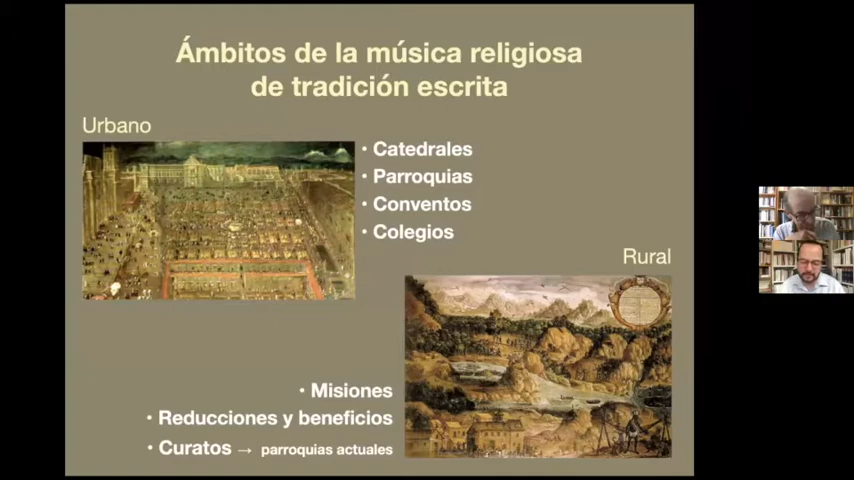 Ámbitos de la música religiosa
de tradición escrita
Urbano
• Catedrales
• Parroquias
• Conventos
• Colegios
Rural
• Misiones
• Reducciones y beneficios
• Curatos → parroquias actuales